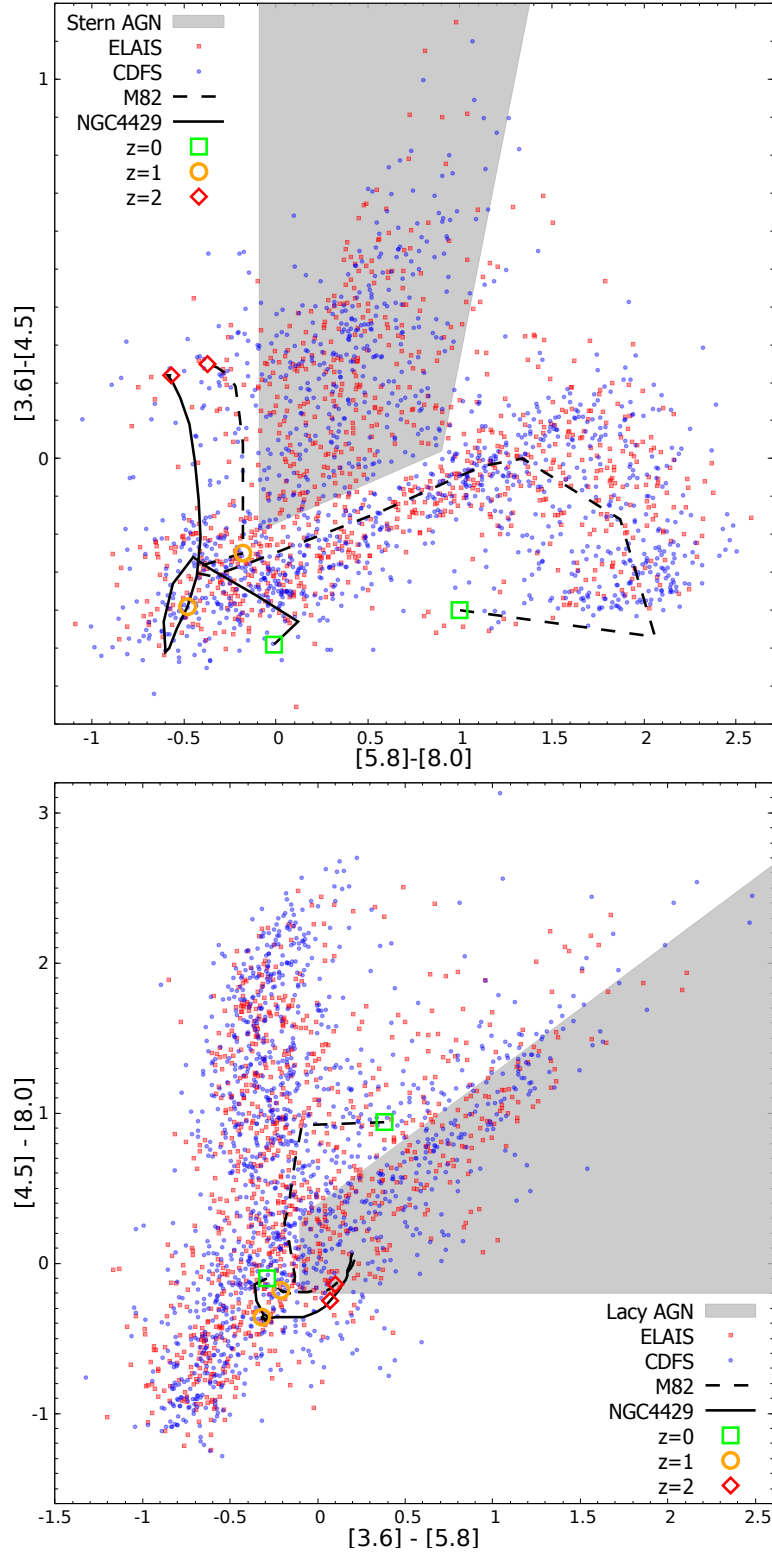 Stern AGN
ELAIS
CDFS
M82
NGC4429
z=0
z=1
z=2
1
0
[3.6]-[4.5]
-1 -0.5 0 0.5 1 1.5 2 2.5
[5.8]-[8.0]
3
2
1
0
-1
[4.5] - [8.0]
Lacy AGN
ELAIS
CDFS
M82
NGC4429
z=0
z=1
z=2
-1.5 -1 -0.5 0 0.5 1 1.5 2 2.5
[3.6] - [5.8]